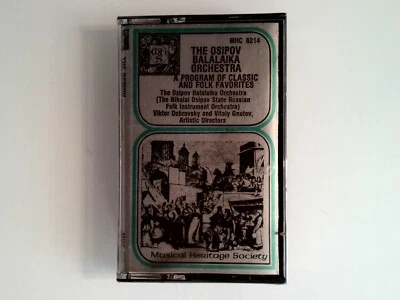 MHC 6214
THE OSIPOV
BALALAIKA
ORCHESTRA
A PROGRAM OF CLASSIC
AND FOLK FAVORITES
The Osipov Balalaika Orchestra
(The Nikolai Osipov State Russian
Folk Instrument Orchestra)
Viktor Dubrovsky and Vitaly Gnutov,
Artistic Directors
Musical Heritage Society